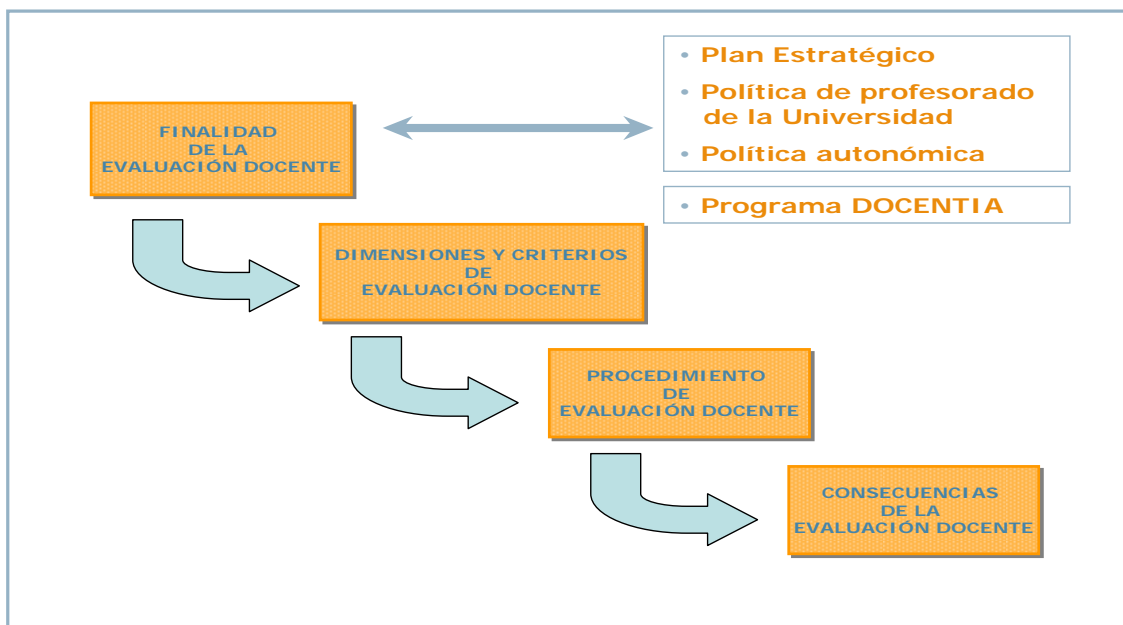 • Plan Estratégico
• Política de profesorado
de la Universidad
• Política autonómica
• Programa DOCENTIA
FINALIDAD
DE LA
EVALUACIÓN DOCENTE
DIMENSIONES Y CRITERIOS
DE
EVALUACIÓN DOCENTE
PROCEDIMIENTO
DE
EVALUACIÓN DOCENTE
CONSECUENCIAS
DE LA
EVALUACIÓN DOCENTE